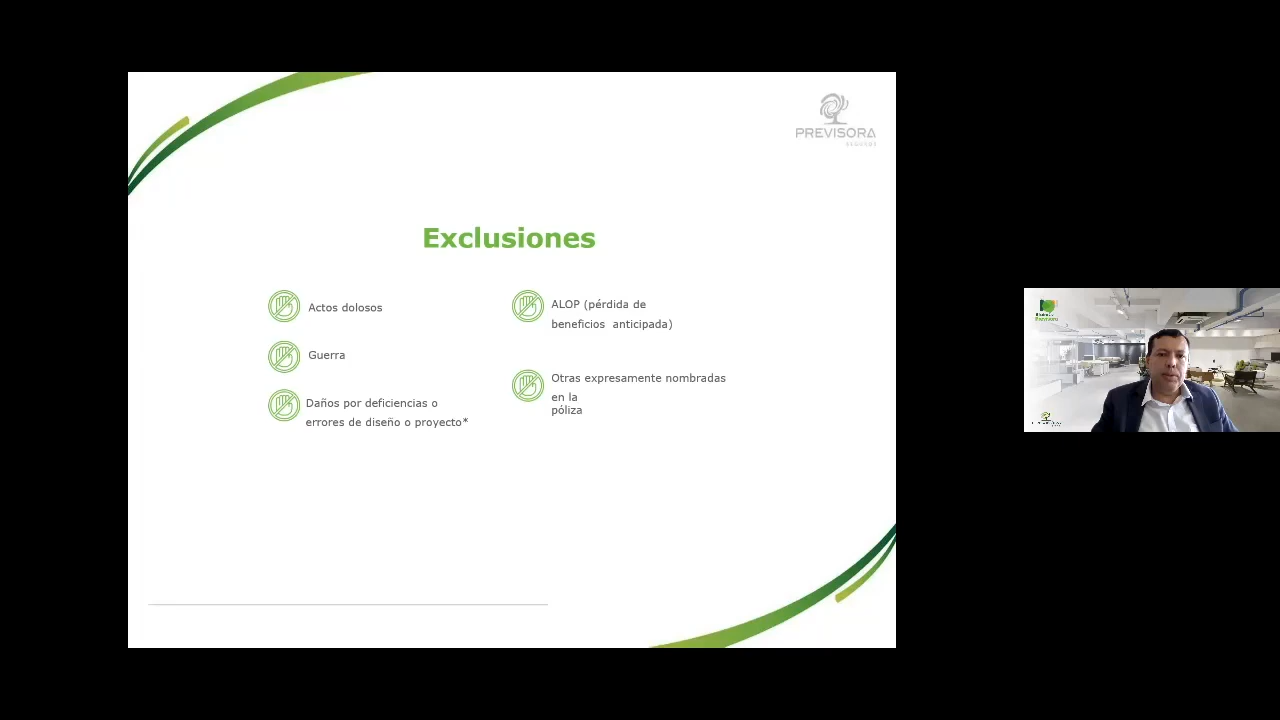 PREVISORA
SEGUROS
Exclusiones
Actos dolosos
Guerra
Daños por deficiencias o
errores de diseño o proyecto*
ALOP (pérdida de
beneficios anticipada)
Otras expresamente nombradas
en la
póliza